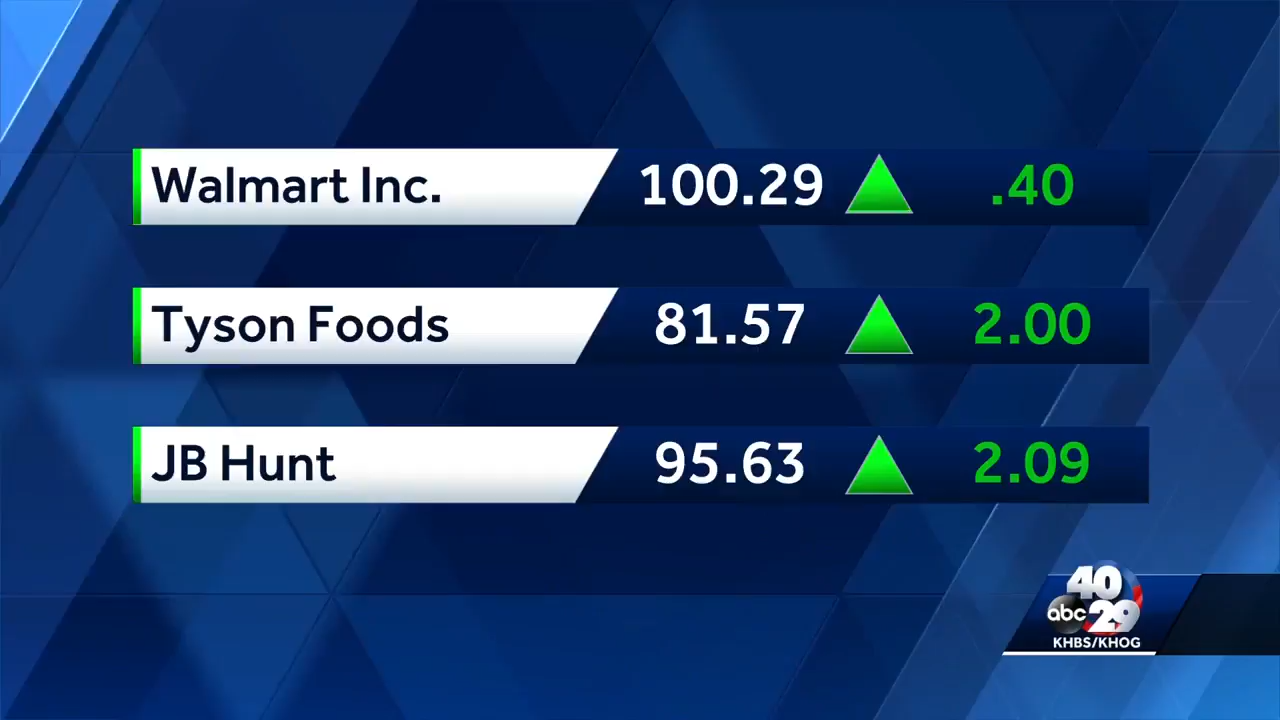 Walmart Inc. 100.29 .40
Tyson Foods 81.57 2.00
JB Hunt 95.63 2.09
40
abc 29
KHBS/KHOG